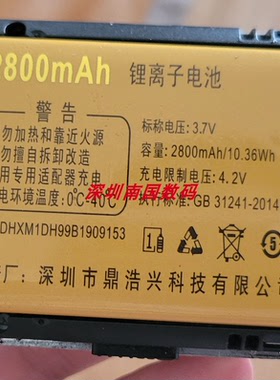 2800mAh
锂离子电池
警告
标称电压: 3.7V
勿加热和靠近火源
容量: 2800mAh/10.36Wh
勿擅自拆卸改造
充电限制电压: 4.2V
用专用适配器充电
深圳南国数码
电环境温度: 0℃-40℃
执行标准: GB 31241-2014
DHXM1DH99B1909153
1
5
厂: 深圳市鼎浩兴科技有限公